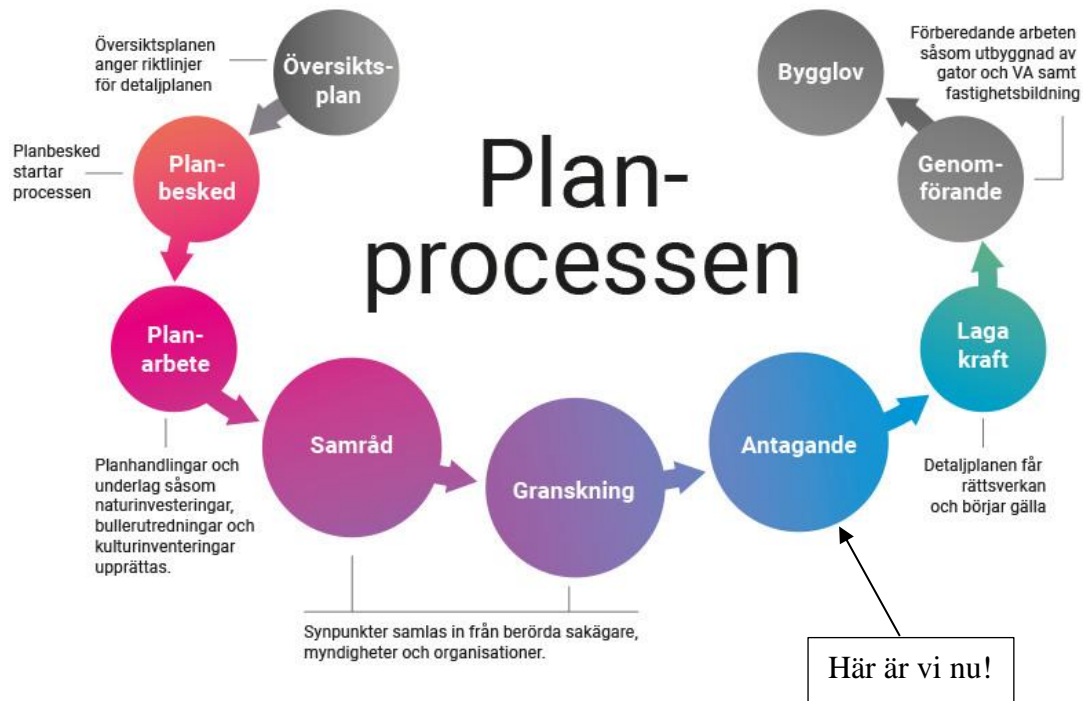 Plan-
processen
Översiktsplanen
anger riktlinjer
för detaljplanen
Översikts-
plan
Planbesked
startar
processen
Plan-
besked
Plan-
arbete
Planhandlingar och
underlag såsom
naturinvesteringar,
bullerutredningar och
kulturinventeringar
upprättas.
Samråd
Granskning
Synpunkter samlas in från berörda sakägare,
myndigheter och organisationer.
Antagande
Här är vi nu!
Laga
kraft
Detaljplanen får
rättsverkan
och börjar gälla
Genom-
förande
Förberedande arbeten
såsom utbyggnad av
gator och VA samt
fastighetsbildning
Bygglov